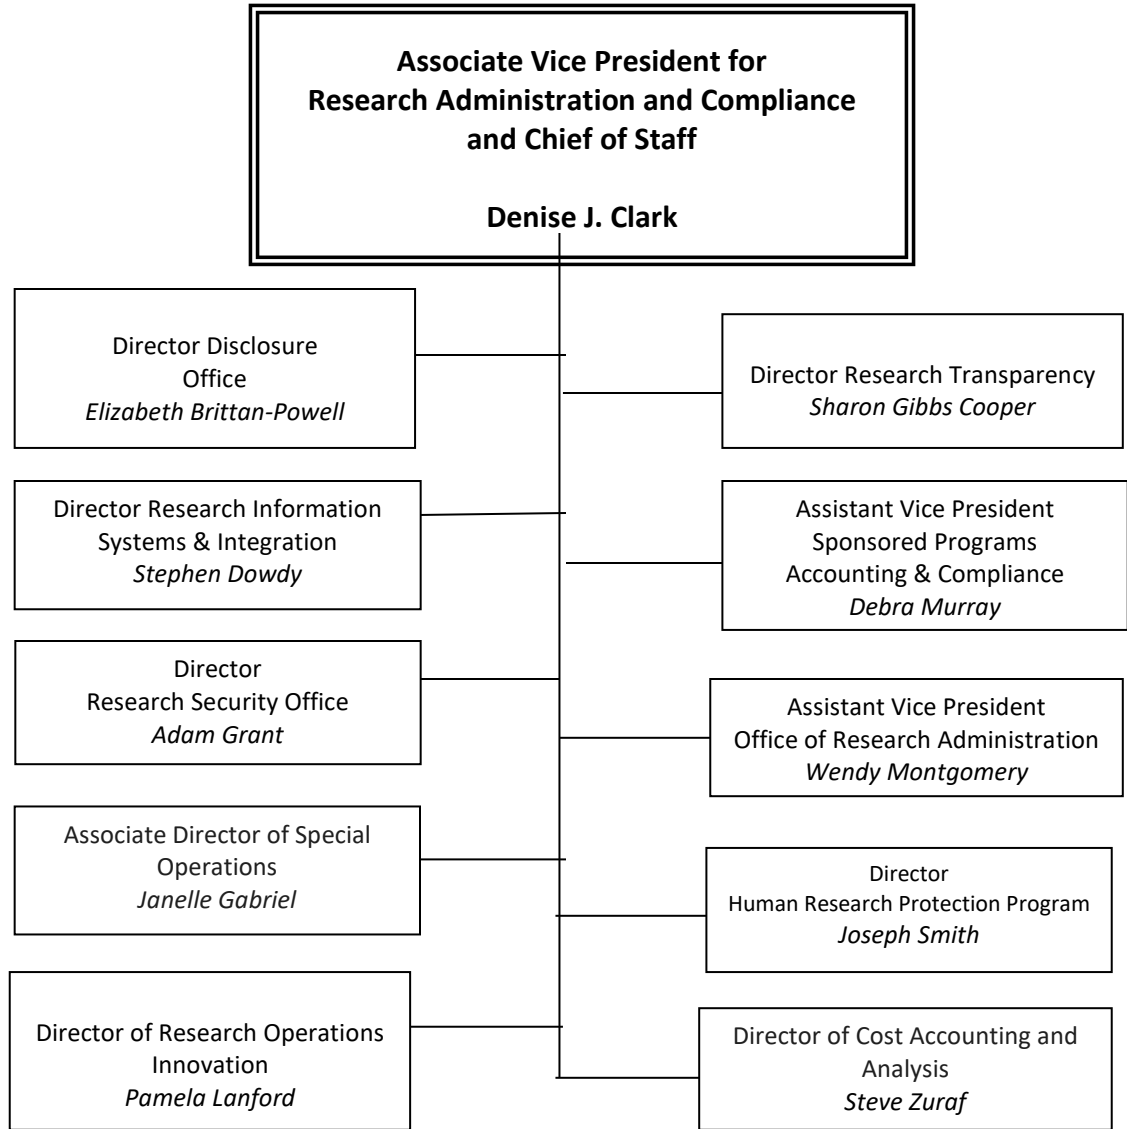 Associate Vice President for
Research Administration and Compliance
and Chief of Staff
Denise J. Clark
Director Disclosure
Office
Elizabeth Brittan-Powell
Director Research Transparency
Sharon Gibbs Cooper
Director Research Information
Systems & Integration
Stephen Dowdy
Assistant Vice President
Sponsored Programs
Accounting & Compliance
Debra Murray
Director
Research Security Office
Adam Grant
Assistant Vice President
Office of Research Administration
Wendy Montgomery
Associate Director of Special
Operations
Janelle Gabriel
Director
Human Research Protection Program
Joseph Smith
Director of Research Operations
Innovation
Pamela Lanford
Director of Cost Accounting and
Analysis
Steve Zuraf